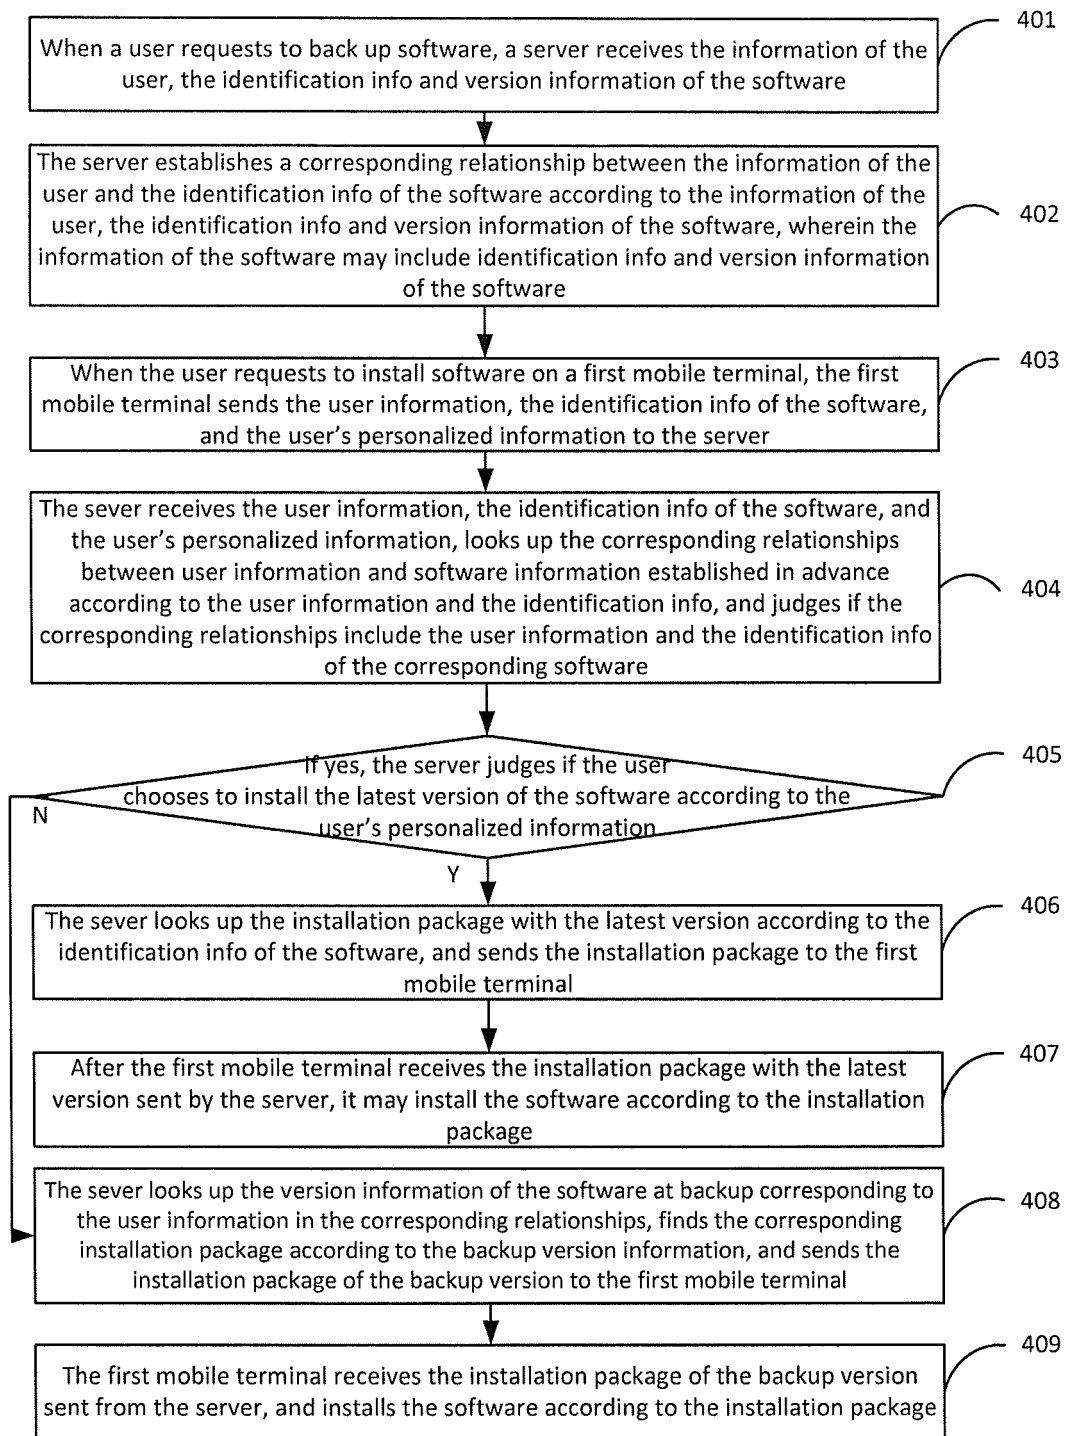 When a user requests to back up software, a server receives the information of the
user, the identification info and version information of the software
401
The server establishes a corresponding relationship between the information of the
user and the identification info of the software according to the information of the
user, the identification info and version information of the software, wherein the
information of the software may include identification info and version information
of the software
402
When the user requests to install software on a first mobile terminal, the first
mobile terminal sends the user information, the identification info of the software,
and the user's personalized information to the server
403
The sever receives the user information, the identification info of the software, and
the user's personalized information, looks up the corresponding relationships
between user information and software information established in advance
according to the user information and the identification info, and judges if the
corresponding relationships include the user information and the identification info
of the corresponding software
404
If yes, the server judges if the user
chooses to install the latest version of the software according to the
user's personalized information
405
N
Y
The sever looks up the installation package with the latest version according to the
identification info of the software, and sends the installation package to the first
mobile terminal
406
After the first mobile terminal receives the installation package with the latest
version sent by the server, it may install the software according to the installation
package
407
The sever looks up the version information of the software at backup corresponding to
the user information in the corresponding relationships, finds the corresponding
installation package according to the backup version information, and sends the
installation package of the backup version to the first mobile terminal
408
The first mobile terminal receives the installation package of the backup version
sent from the server, and installs the software according to the installation package
409